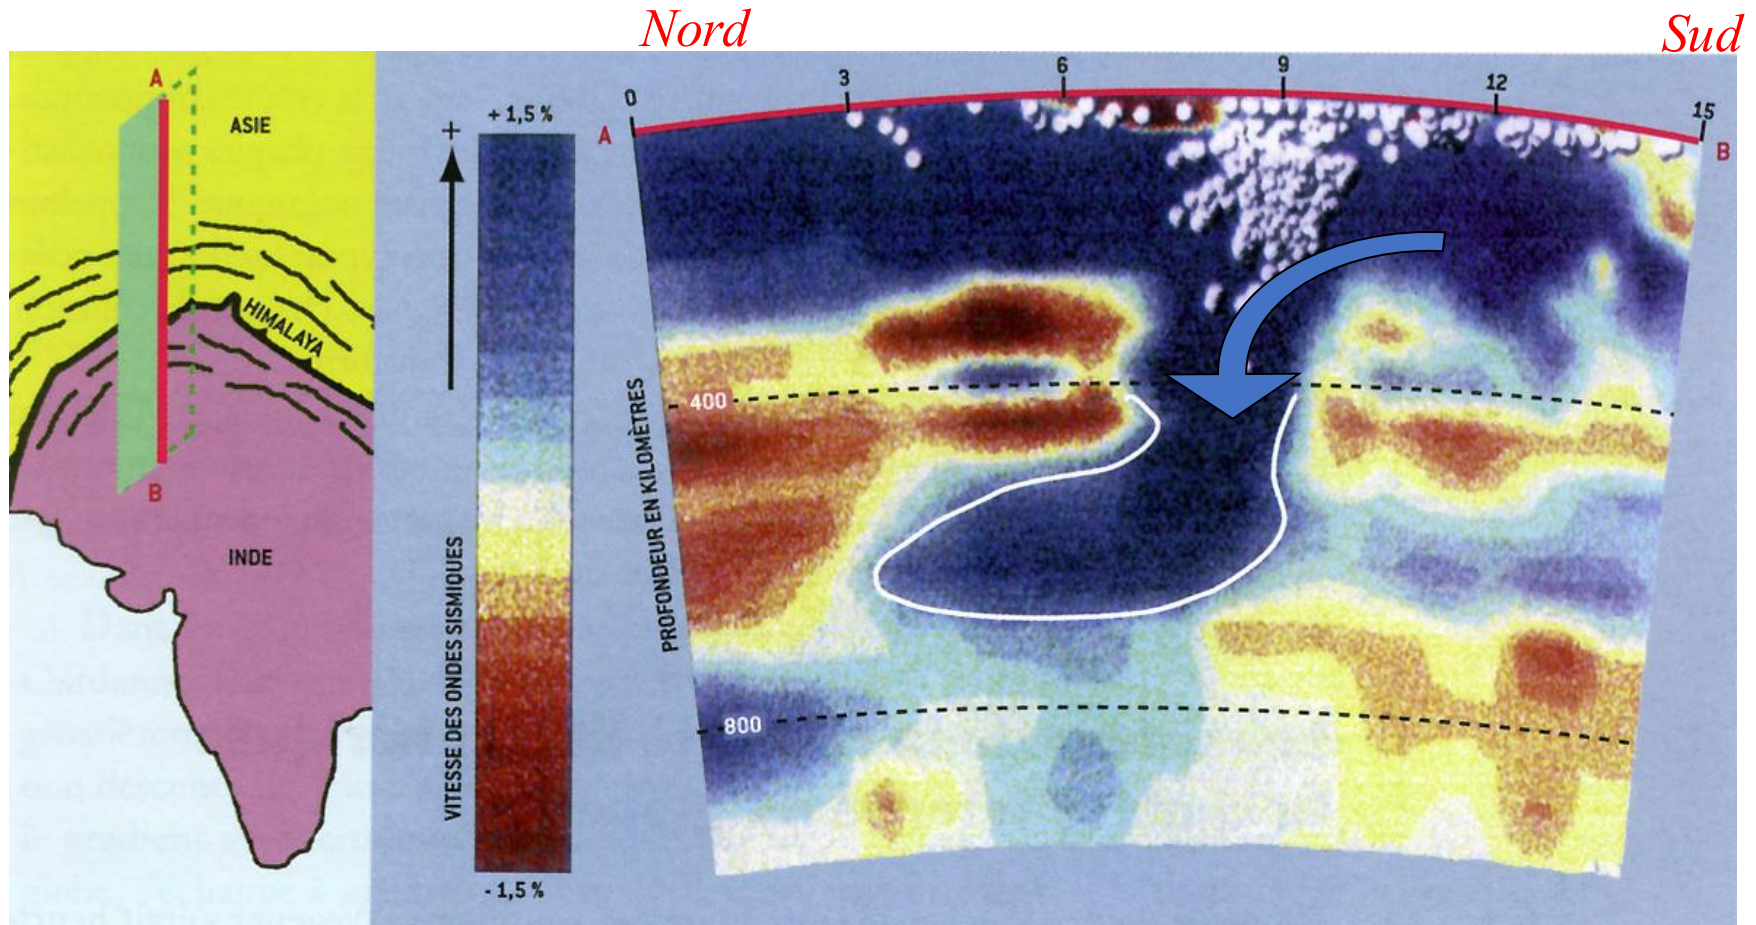 Nord
Sud
A
ASIE
HIMALAYA
B
INDE
+ 1,5 %
+
VITESSE DES ONDES SISMIQUES
- 1,5 %
0
3
6
9
12
15
A
B
PROFONDEUR EN KILOMÈTRES
400
800